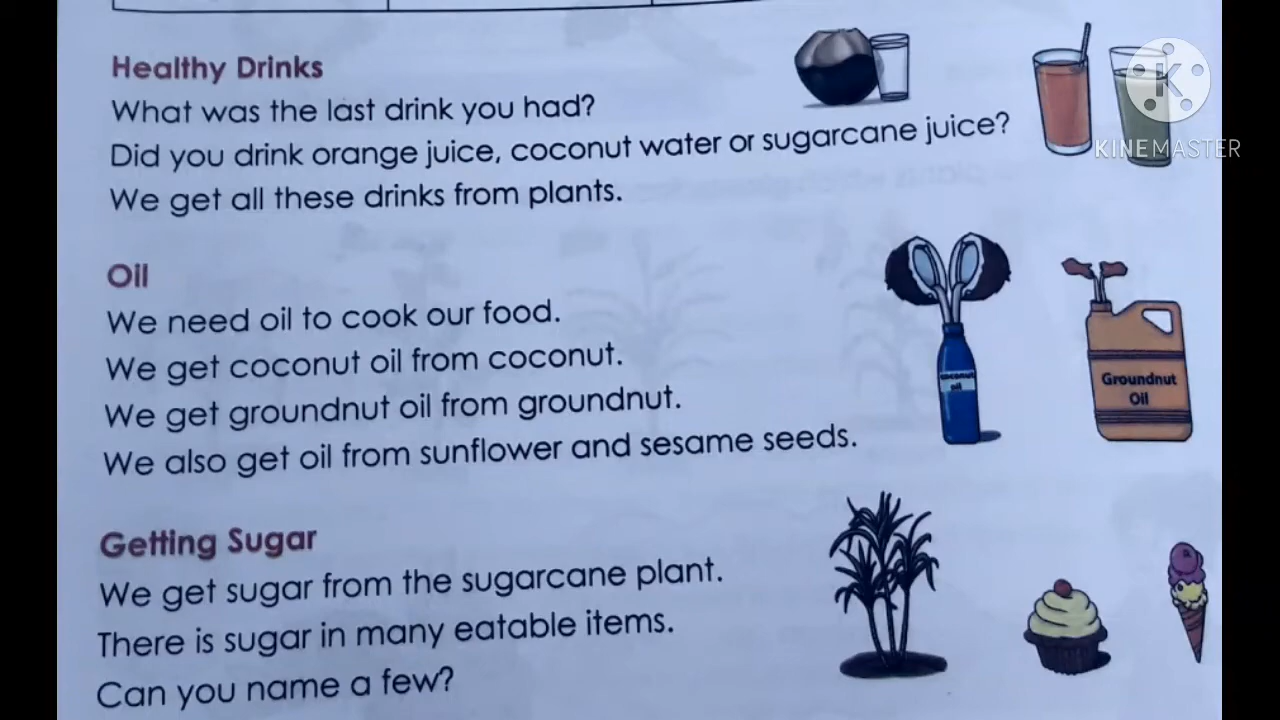 Healthy Drinks
What was the last drink you had?
Did you drink orange juice, coconut water or sugarcane juice?
We get all these drinks from plants.
K
KINEMASTER
Oil
We need oil to cook our food.
We get coconut oil from coconut.
We get groundnut oil from groundnut.
We also get oil from sunflower and sesame seeds.
coconut
oil
Groundnut
Oil
Getting Sugar
We get sugar from the sugarcane plant.
There is sugar in many eatable items.
Can you name a few?